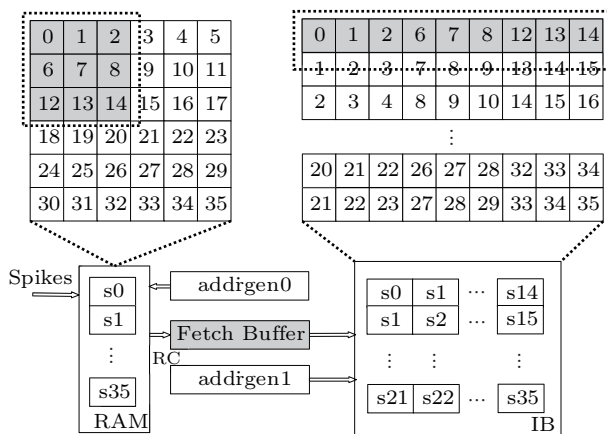 0 1 2 3 4 5
6 7 8 9 10 11
12 13 14 15 16 17
18 19 20 21 22 23
24 25 26 27 28 29
30 31 32 33 34 35
0 1 2 6 7 8 12 13 14
1 2 3 7 8 9 13 14 15
2 3 4 8 9 10 14 15 16
⋮
20 21 22 26 27 28 32 33 34
21 22 23 27 28 29 33 34 35
Spikes
s0
s1
⋮
s35
RAM
addrgen0
Fetch Buffer
RC
addrgen1
s0 s1 ... s14
s1 s2 ... s15
⋮ ⋮ ⋮
s21 s22 ... s35
IB